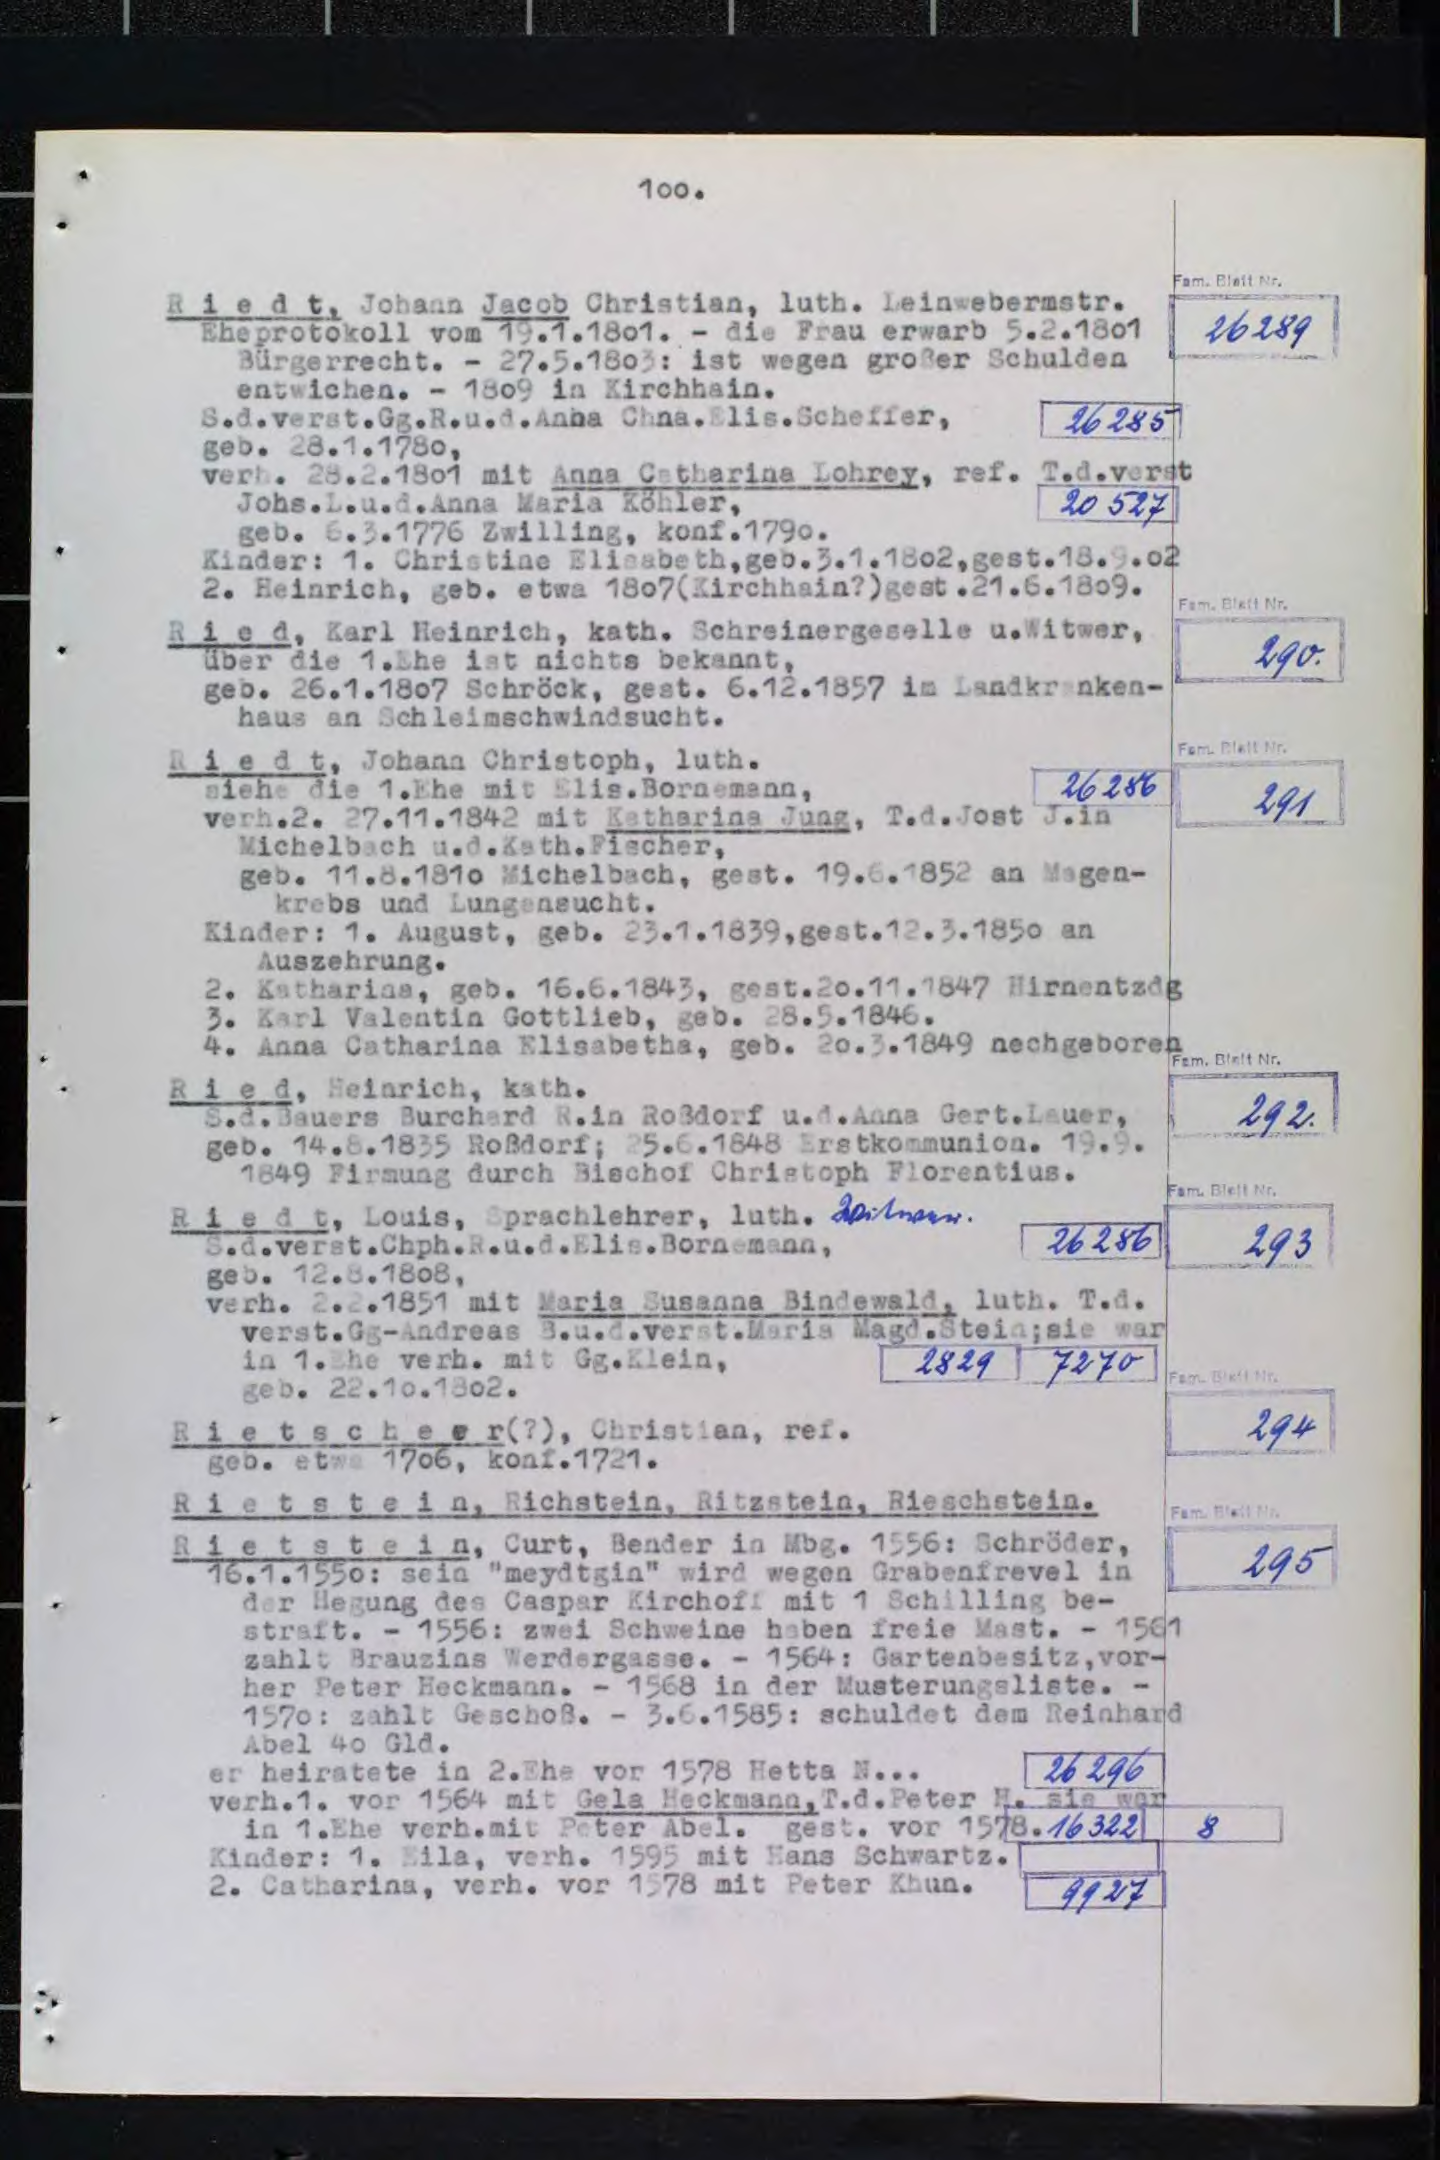 100.
Fam. Blatt Nr.
R i e d t, Johann Jacob Christian, luth. Leinwebermstr.
26289
Eheprotokoll vom 19.1.18o1. - die Frau erwarb 5.2.18o1
Bürgerrecht. - 27.5.18o3: ist wegen großer Schulden
entwichen. - 18o9 in Kirchhain.
S.d.verst.Gg.R.u.d.Anna Chna.Elis.Scheffer, 26285
geb. 28.1.178o,
verh. 28.2.18o1 mit Anna Catharina Lohrey, ref. T.d.verst
Johs.L.u.d.Anna Maria Köhler, 20527
geb. 6.3.1776 Zwilling, konf.179o.
Kinder: 1. Christine Elisabeth,geb.3.1.18o2,gest.18.9.o2
2. Heinrich, geb. etwa 18o7(Kirchhain?)gest.21.6.18o9.
Fam. Blatt Nr.
R i e d, Karl Heinrich, kath. Schreinergeselle u.Witwer,
290.
über die 1.Ehe ist nichts bekannt,
geb. 26.1.18o7 Schröck, gest. 6.12.1857 im Landkranken-
haus an Schleimschwindsucht.
Fam. Blatt Nr.
R i e d t, Johann Christoph, luth.
siehe die 1.Ehe mit Elis.Bornemann, 26286 291
verh.2. 27.11.1842 mit Katharina Jung, T.d.Jost J.in
Michelbach u.d.Kath.Fischer,
geb. 11.8.181o Michelbach, gest. 19.6.1852 an Magen-
krebs und Lungensucht.
Kinder: 1. August, geb. 23.1.1839,gest.12.3.185o an
Auszehrung.
2. Katharina, geb. 16.6.1843, gest.2o.11.1847 Hirnentzdg
3. Karl Valentin Gottlieb, geb. 28.5.1846.
4. Anna Catharina Elisabetha, geb. 2o.3.1849 nachgeboren
Fam. Blatt Nr.
R i e d, Heinrich, kath.
S.d.Bauers Burchard R.in Roßdorf u.d.Anna Gert.Lauer, 292.
geb. 14.8.1835 Roßdorf; 25.6.1848 Erstkommunion. 19.9.
1849 Firmung durch Bischof Christoph Florentius.
Fam. Blatt Nr.
R i e d t, Louis, Sprachlehrer, luth. Witwer.
S.d.verst.Chph.R.u.d.Elis.Bornemann, 26286 293
geb. 12.8.18o8,
verh. 2.2.1851 mit Maria Susanna Bindewald, luth. T.d.
verst.Gg-Andreas B.u.d.verst.Maria Magd.Stein;sie war
in 1.Ehe verh. mit Gg.Klein, 2829 7270
Fam. Blatt Nr.
geb. 22.1o.18o2.
R i e t s c h e e r(?), Christian, ref. 294
geb. etwa 17o6, konf.1721.
R i e t s t e i n, Richstein, Ritzstein, Rieschstein.
Fam. Blatt Nr.
R i e t s t e i n, Curt, Bender in Mbg. 1556: Schröder,
295
16.1.155o: sein "meydtgin" wird wegen Grabenfrevel in
der Hegung des Caspar Kirchoff mit 1 Schilling be-
straft. - 1556: zwei Schweine haben freie Mast. - 1561
zahlt Brauzins Werdergasse. - 1564: Gartenbesitz,vor-
her Peter Heckmann. - 1568 in der Musterungsliste. -
157o: zahlt Geschoß. - 3.6.1585: schuldet dem Reinhard
Abel 4o Gld.
er heiratete in 2.Ehe vor 1578 Hetta N... 26296
verh.1. vor 1564 mit Gela Heckmann,T.d.Peter H. sie war
in 1.Ehe verh.mit Peter Abel. gest. vor 1578. 16322 8
Kinder: 1. Eila, verh. 1595 mit Hans Schwartz.
2. Catharina, verh. vor 1578 mit Peter Khun. 9927